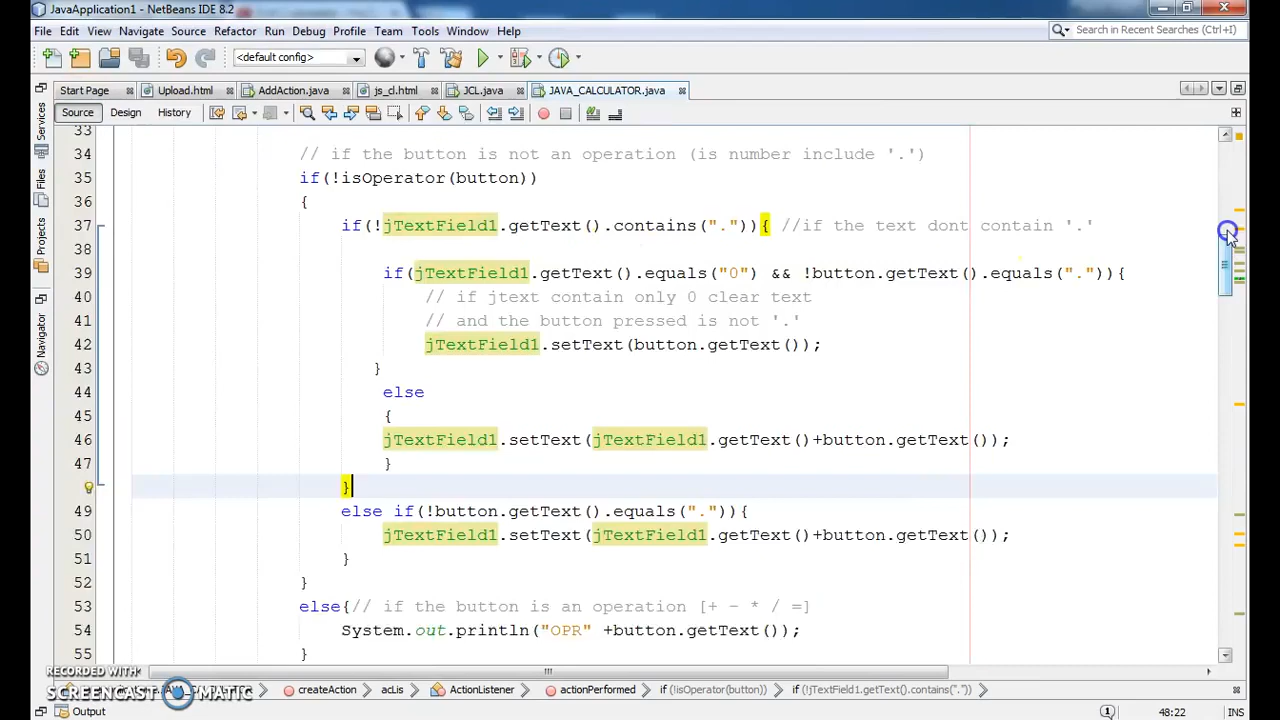 JavaApplication1 - NetBeans IDE 8.2
File Edit View Navigate Source Refactor Run Debug Profile Team Tools Window Help
Search in Recent Searches (Ctrl+I)
<default config>
Start Page Upload.html AddAction.java js_cl.html JCL.java JAVA_CALCULATOR.java
Source Design History
Services
Files
Projects
Navigator
33
34 // if the button is not an operation (is number include '.')
35 if(!isOperator(button))
36 {
37 if(!jTextField1.getText().contains(".")){ //if the text dont contain '.'
38
39 if(jTextField1.getText().equals("0") && !button.getText().equals(".")){
40 // if jtext contain only 0 clear text
41 // and the button pressed is not '.'
42 jTextField1.setText(button.getText());
43 }
44 else
45 {
46 jTextField1.setText(jTextField1.getText()+button.getText());
47 }
}
49 else if(!button.getText().equals(".")){
50 jTextField1.setText(jTextField1.getText()+button.getText());
51 }
52 }
53 else{// if the button is an operation [+ - * / =]
54 System.out.println("OPR" +button.getText());
55 }
RECORDED WITH
SCREENCAST-O-MATIC
createAction acLis ActionListener actionPerformed if (!isOperator(button)) if (!jTextField1.getText().contains("."))
Output 1 48:22 INS